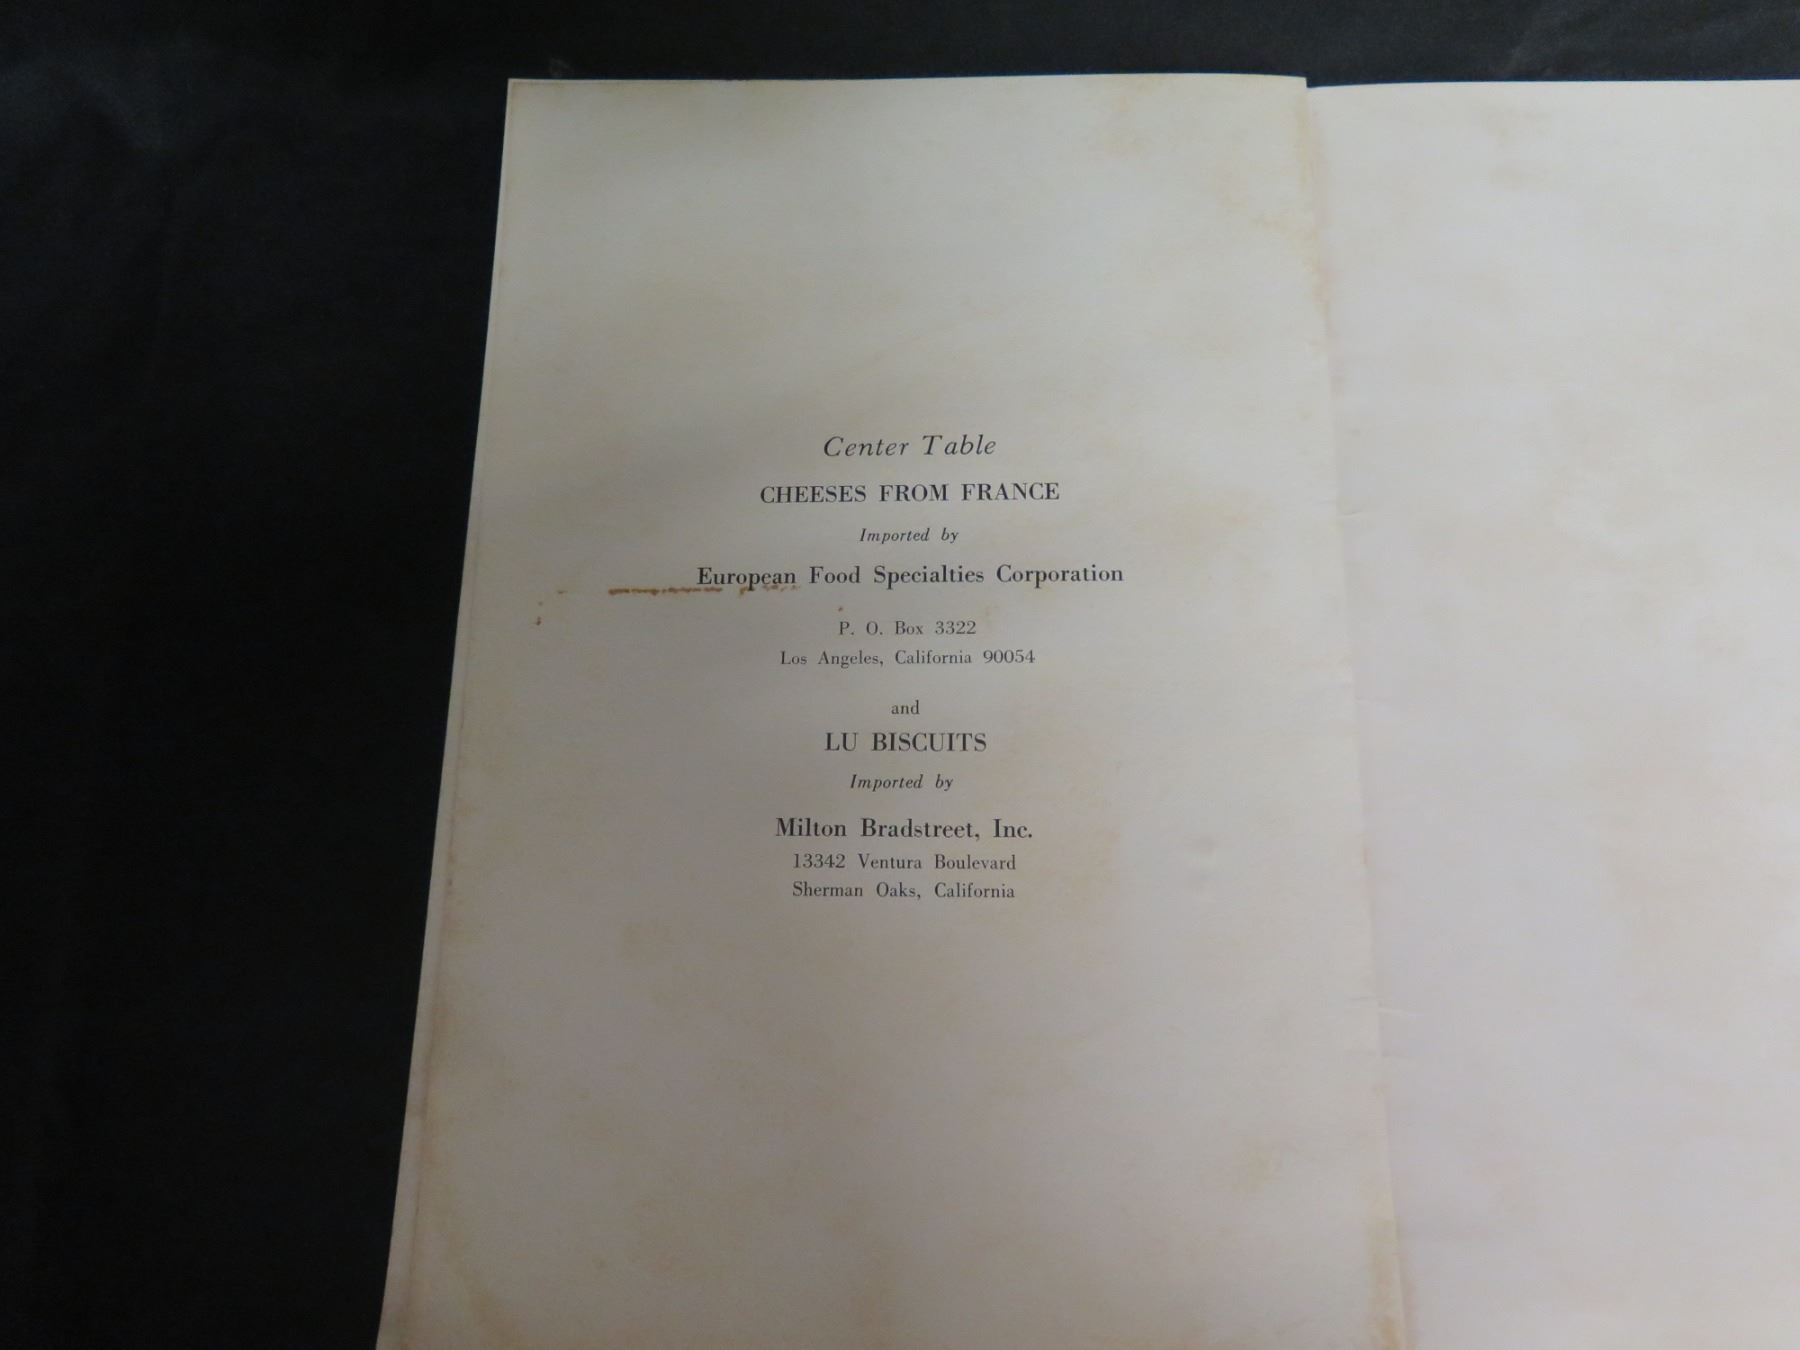 Center Table
CHEESES FROM FRANCE
Imported by
European Food Specialties Corporation
P. O. Box 3322
Los Angeles, California 90054
and
LU BISCUITS
Imported by
Milton Bradstreet, Inc.
13342 Ventura Boulevard
Sherman Oaks, California